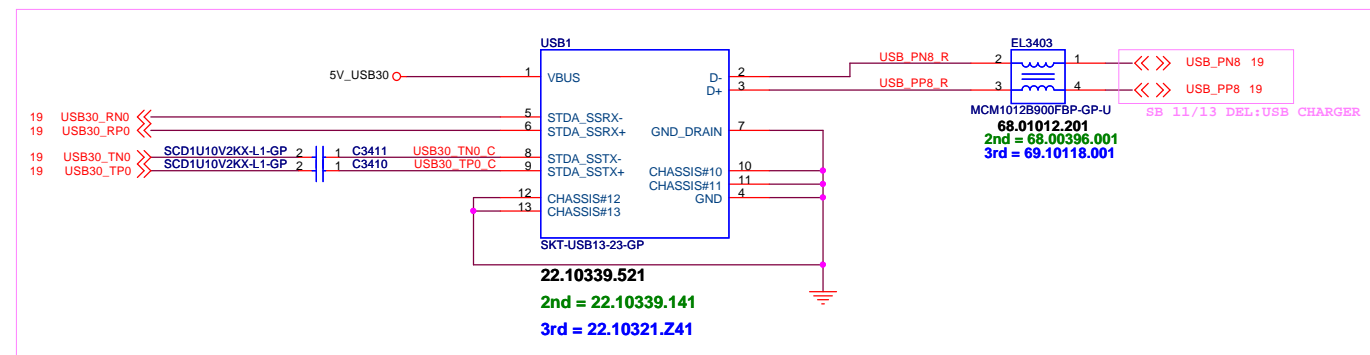 USB1
EL3403
5V_USB30
1
VBUS
D-
2
USB_PN8_R
2
1
USB_PN8 19
D+
3
USB_PP8_R
3
4
USB_PP8 19
MCM1012B900FBP-GP-U
SB 11/13 DEL:USB CHARGER
68.01012.201
2nd = 68.00396.001
3rd = 69.10118.001
19 USB30_RN0
5
STDA_SSRX-
19 USB30_RP0
6
STDA_SSRX+
GND_DRAIN
7
19 USB30_TN0
SCD1U10V2KX-L1-GP
2
1
C3411
USB30_TN0_C
8
STDA_SSTX-
19 USB30_TP0
SCD1U10V2KX-L1-GP
2
1
C3410
USB30_TP0_C
9
STDA_SSTX+
CHASSIS#10
10
CHASSIS#11
11
12
CHASSIS#12
GND
4
13
CHASSIS#13
SKT-USB13-23-GP
22.10339.521
2nd = 22.10339.141
3rd = 22.10321.Z41